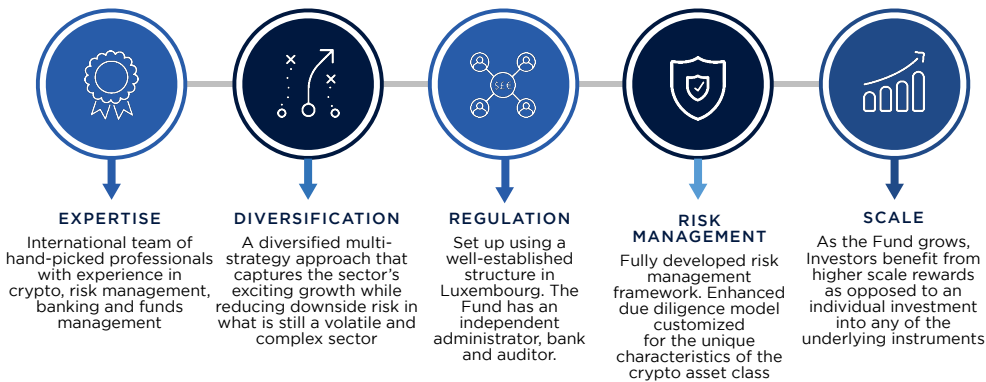 S£€
EXPERTISE
International team of
hand-picked professionals
with experience in
crypto, risk management,
banking and funds
management
DIVERSIFICATION
A diversified multi-
strategy approach that
captures the sector's
exciting growth while
reducing downside risk in
what is still a volatile and
complex sector
REGULATION
Set up using a
well-established
structure in
Luxembourg. The
Fund has an
independent
administrator, bank
and auditor.
RISK
MANAGEMENT
Fully developed risk
management
framework. Enhanced
due diligence model
customized
for the unique
characteristics of the
crypto asset class
SCALE
As the Fund grows,
Investors benefit from
higher scale rewards
as opposed to an
individual investment
into any of the
underlying instruments